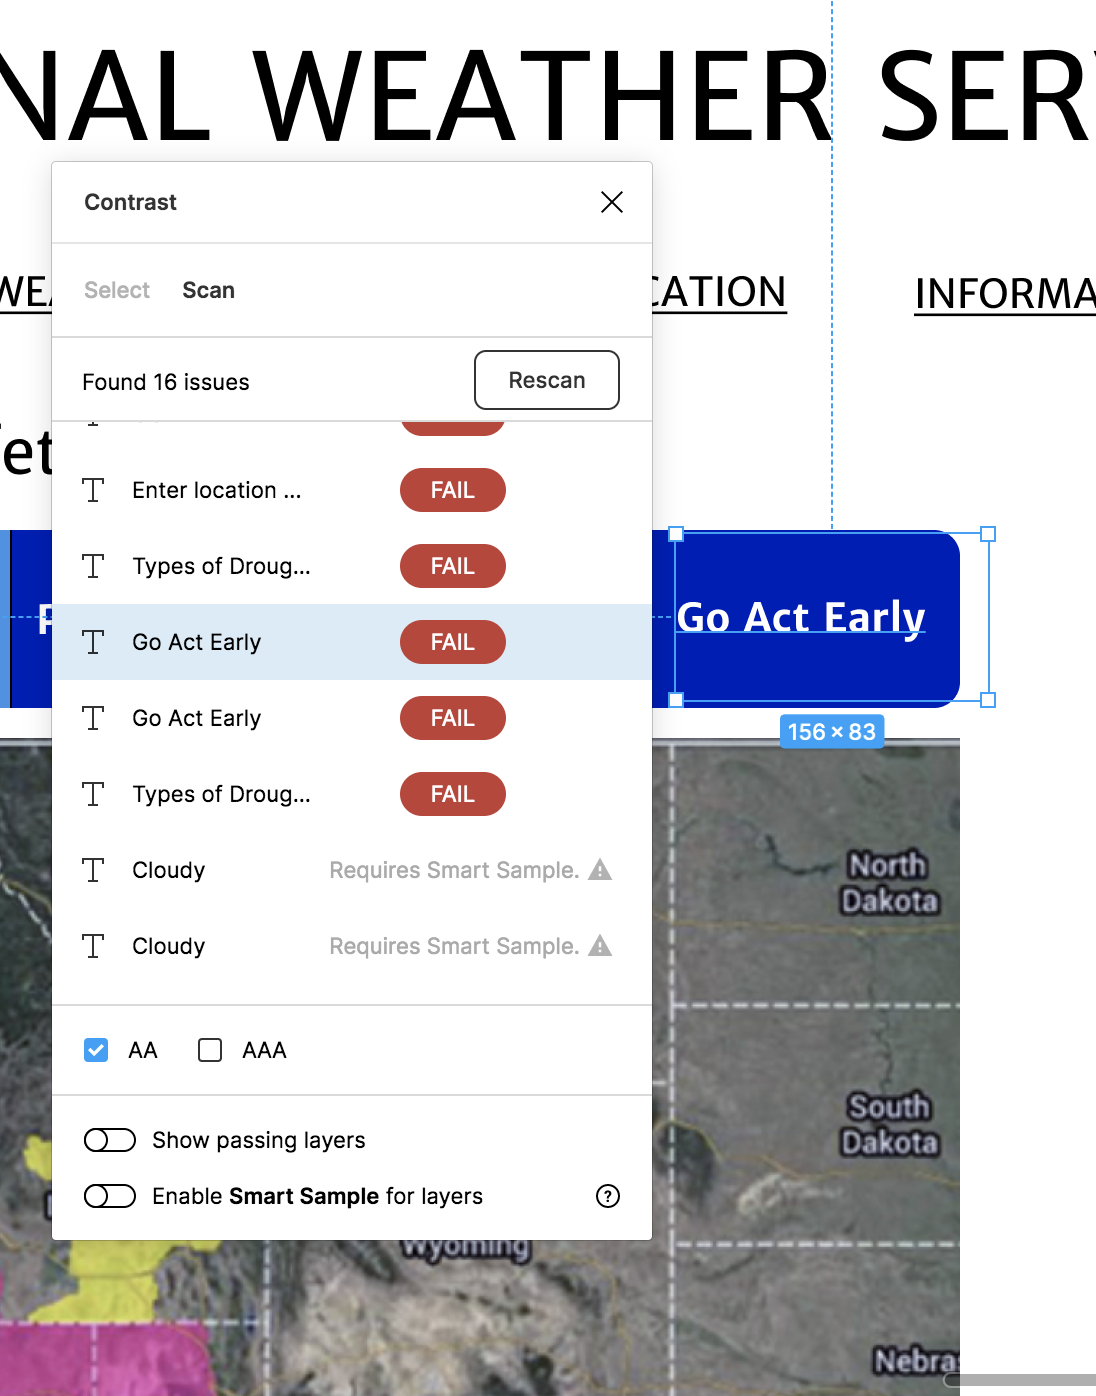 NAL WEATHER SER
Contrast
Select Scan
WEA
CATION
INFORMA
Found 16 issues
Rescan
et
Enter location ... FAIL
Types of Droug... FAIL
Go Act Early FAIL
Go Act Early FAIL
Types of Droug... FAIL
Cloudy Requires Smart Sample.
Cloudy Requires Smart Sample.
AA AAA
Show passing layers
Enable Smart Sample for layers
Go Act Early
156 × 83
North
Dakota
South
Dakota
Wyoming
Nebras